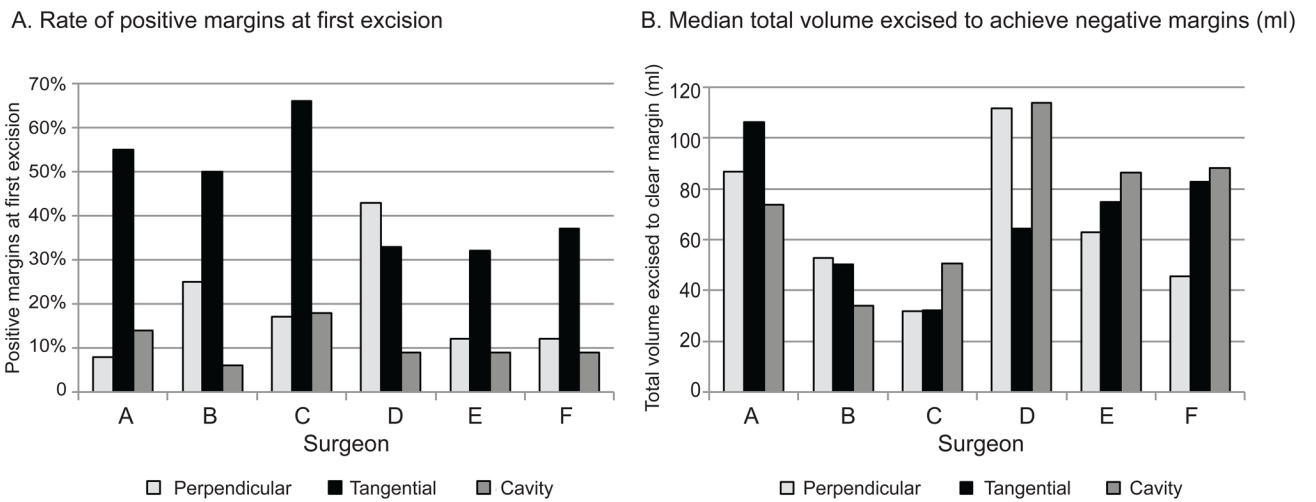 A. Rate of positive margins at first excision
Positive margins at first excision
70%
60%
50%
40%
30%
20%
10%
0
A B C D E F
Surgeon
Perpendicular Tangential Cavity
B. Median total volume excised to achieve negative margins (ml)
Total volume excised to clear margin (ml)
120
100
80
60
40
20
0
A B C D E F
Surgeon
Perpendicular Tangential Cavity